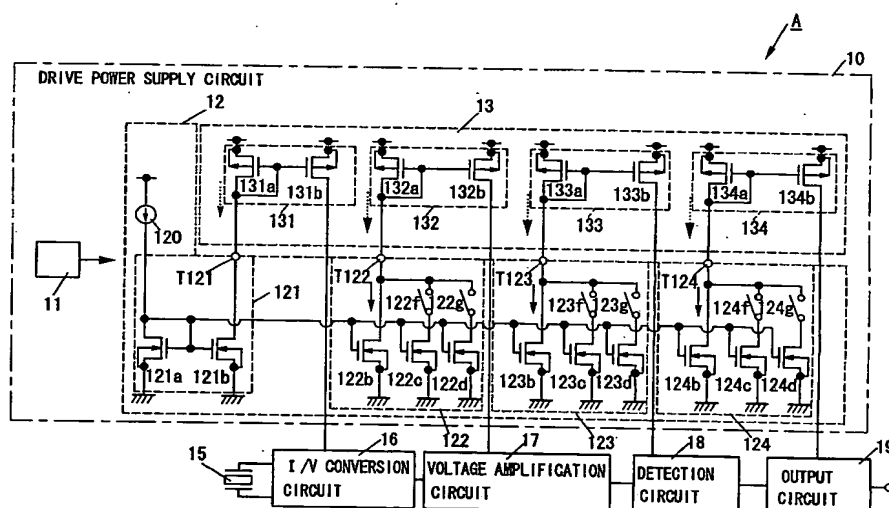 A
10
DRIVE POWER SUPPLY CIRCUIT
12
13
131a
131b
131
132a
132b
132
133a
133b
133
134a
134b
134
120
11
T121
121
T122
122f
22g
T123
123f
23g
T124
124f
24g
121a
121b
122b
122c
122d
123b
123c
123d
124b
124c
124d
122
123
124
15
16
17
18
19
I/V CONVERSION
CIRCUIT
VOLTAGE AMPLIFICATION
CIRCUIT
DETECTION
CIRCUIT
OUTPUT
CIRCUIT